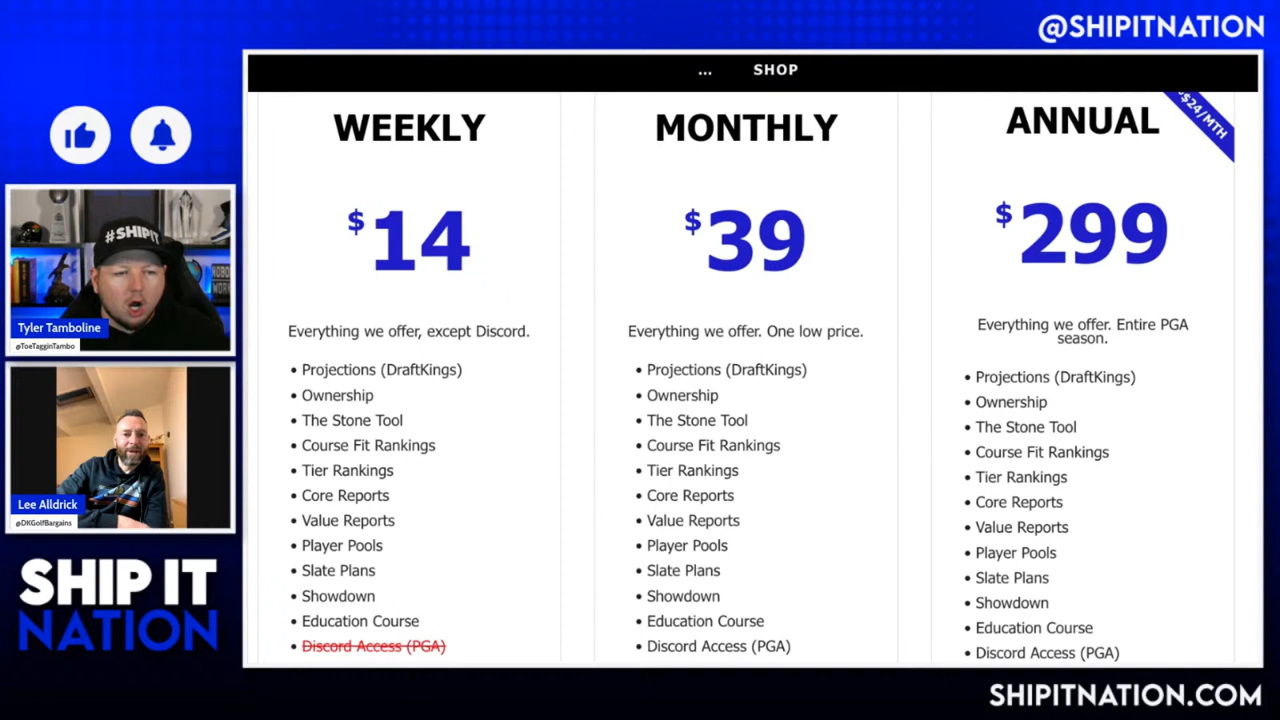 @SHIPITNATION
... SHOP
WEEKLY
$14
Everything we offer, except Discord.
• Projections (DraftKings)
• Ownership
• The Stone Tool
• Course Fit Rankings
• Tier Rankings
• Core Reports
• Value Reports
• Player Pools
• Slate Plans
• Showdown
• Education Course
• Discord Access (PGA)
MONTHLY
$39
Everything we offer. One low price.
• Projections (DraftKings)
• Ownership
• The Stone Tool
• Course Fit Rankings
• Tier Rankings
• Core Reports
• Value Reports
• Player Pools
• Slate Plans
• Showdown
• Education Course
• Discord Access (PGA)
$24/MTH
ANNUAL
$299
Everything we offer. Entire PGA
season.
• Projections (DraftKings)
• Ownership
• The Stone Tool
• Course Fit Rankings
• Tier Rankings
• Core Reports
• Value Reports
• Player Pools
• Slate Plans
• Showdown
• Education Course
• Discord Access (PGA)
#SHIPIT
Tyler Tamboline
@ToeTagginTambo
Lee Alldrick
@DKGolfBargains
SHIP IT
NATION
SHIPITNATION.COM